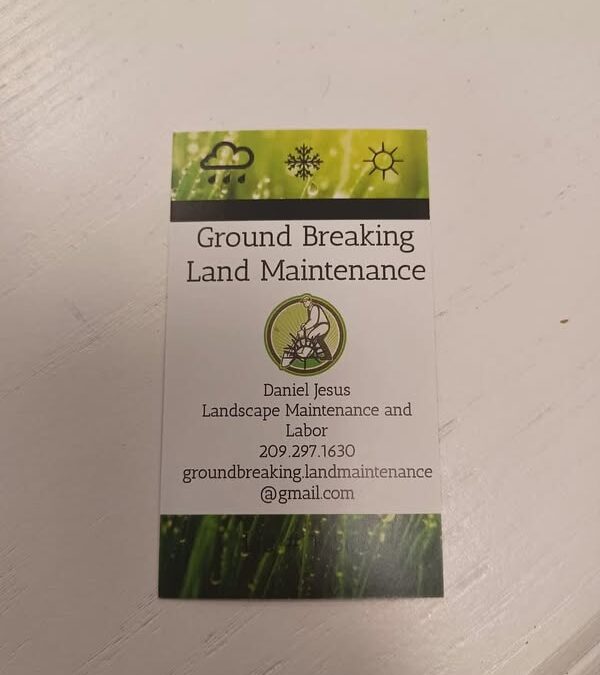 Ground Breaking
Land Maintenance
Daniel Jesus
Landscape Maintenance and
Labor
209.297.1630
groundbreaking.landmaintenance
@gmail.com